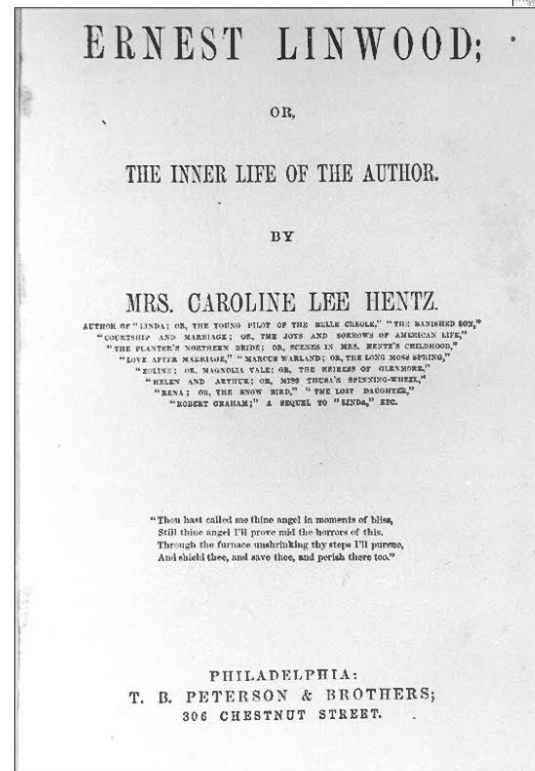 ERNEST LINWOOD;
OR,
THE INNER LIFE OF THE AUTHOR.
BY
MRS. CAROLINE LEE HENTZ.
AUTHOR OF "LINDA; OR, THE YOUNG PILOT OF THE BELLE CREOLE," "THE BANISHED SON,"
"COURTSHIP AND MARRIAGE; OR, THE JOYS AND SORROWS OF AMERICAN LIFE,"
"THE PLANTER'S NORTHERN BRIDE; OR, SCENES IN MRS. HENTZ'S CHILDHOOD,"
"LOVE AFTER MARRIAGE," "MARCUS WARLAND; OR, THE LONG MOSS SPRING,"
"EOLINE; OR, MAGNOLIA VALE; OR, THE HEIRESS OF GLENMORE,"
"HELEN AND ARTHUR; OR, MISS THUSA'S SPINNING-WHEEL,"
"RENA; OR, THE SNOW BIRD," "THE LOST DAUGHTER,"
"ROBERT GRAHAM;" A SEQUEL TO "LINDA," ETC.
"Thou hast called me thine angel in moments of bliss,
Still thine angel I'll prove mid the horrors of this.
Through the furnace unshrinking thy steps I'll pursue,
And shield thee, and save thee, and perish there too."
PHILADELPHIA:
T. B. PETERSON & BROTHERS;
306 CHESTNUT STREET.